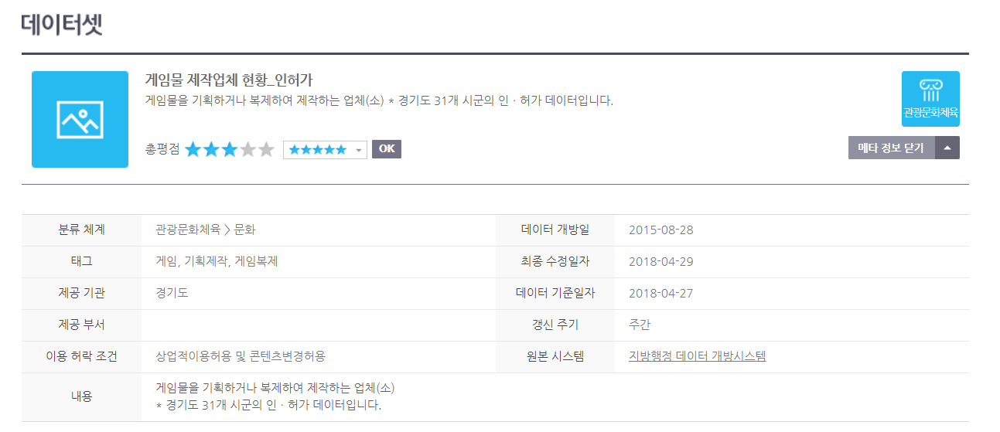 데이터셋
게임물 제작업체 현황_인허가
게임물을 기획하거나 복제하여 제작하는 업체(소) * 경기도 31개 시군의 인ㆍ허가 데이터입니다.
관광문화체육
총평점 OK
메타 정보 닫기
분류 체계 관광문화체육 > 문화 데이터 개방일 2015-08-28
태그 게임, 기획제작, 게임복제 최종 수정일자 2018-04-29
제공 기관 경기도 데이터 기준일자 2018-04-27
제공 부서 갱신 주기 주간
이용 허락 조건 상업적이용허용 및 콘텐츠변경허용 원본 시스템 지방행정 데이터 개방시스템
내용 게임물을 기획하거나 복제하여 제작하는 업체(소)
* 경기도 31개 시군의 인ㆍ허가 데이터입니다.